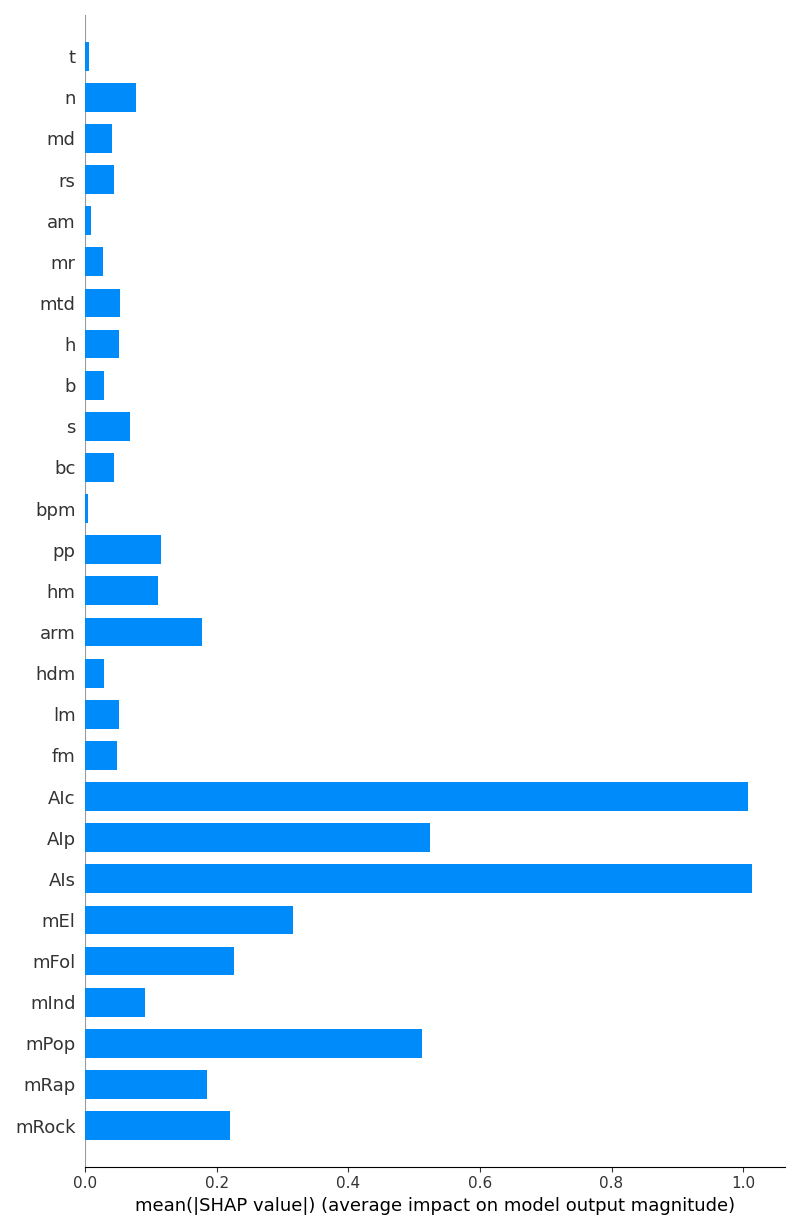 t
n
md
rs
am
mr
mtd
h
b
s
bc
bpm
pp
hm
arm
hdm
lm
fm
AIc
AIp
AIs
mEl
mFol
mInd
mPop
mRap
mRock
0.0 0.2 0.4 0.6 0.8 1.0
mean(|SHAP value|) (average impact on model output magnitude)